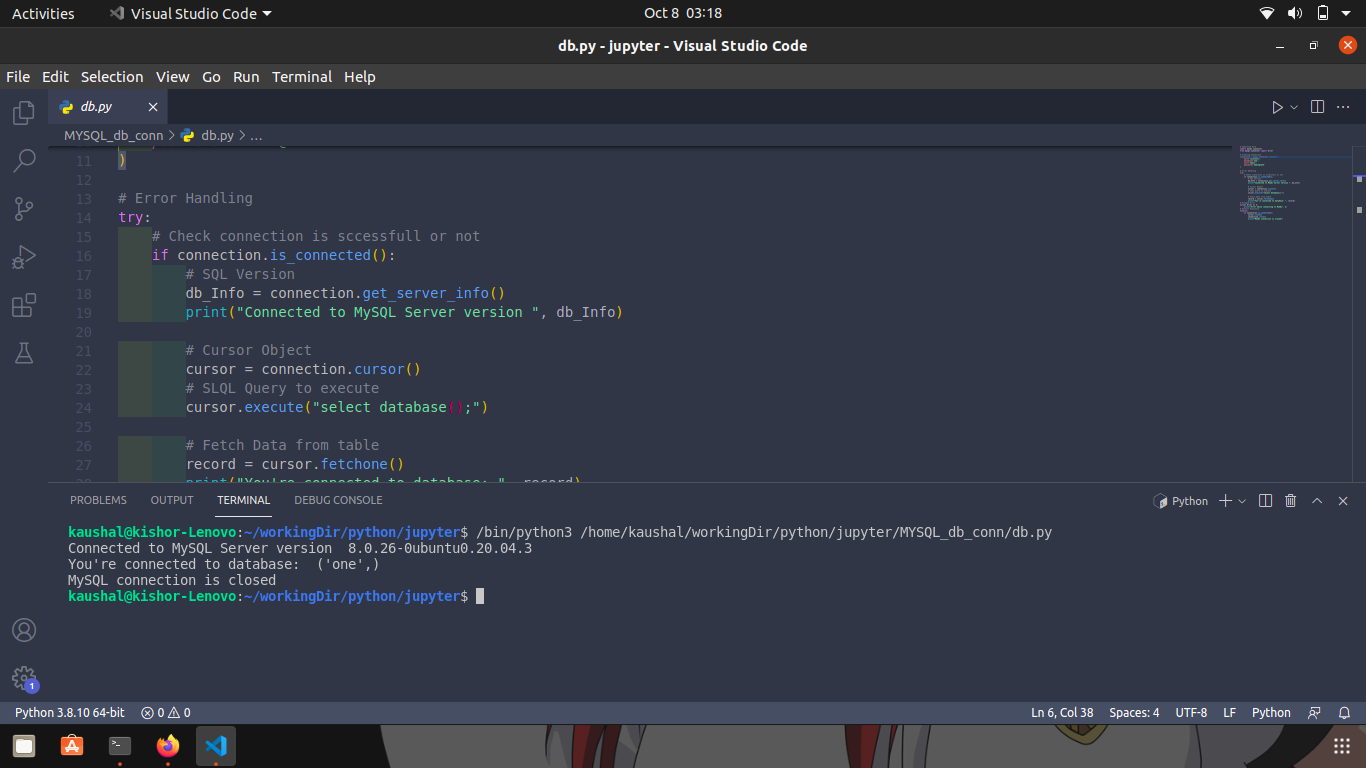 Activities Visual Studio Code Oct 8 03:18
db.py - jupyter - Visual Studio Code
File Edit Selection View Go Run Terminal Help
db.py
MYSQL_db_conn > db.py > ...
11 )
12
13 # Error Handling
14 try:
15 # Check connection is sccessfull or not
16 if connection.is_connected():
17 # SQL Version
18 db_Info = connection.get_server_info()
19 print("Connected to MySQL Server version ", db_Info)
20
21 # Cursor Object
22 cursor = connection.cursor()
23 # SLQL Query to execute
24 cursor.execute("select database();")
25
26 # Fetch Data from table
27 record = cursor.fetchone()
28 print("You're connected to database: ", record)
PROBLEMS OUTPUT TERMINAL DEBUG CONSOLE Python
kaushal@kishor-Lenovo:~/workingDir/python/jupyter$ /bin/python3 /home/kaushal/workingDir/python/jupyter/MYSQL_db_conn/db.py
Connected to MySQL Server version  8.0.26-0ubuntu0.20.04.3
You're connected to database:  ('one',)
MySQL connection is closed
kaushal@kishor-Lenovo:~/workingDir/python/jupyter$
1
Python 3.8.10 64-bit 0 0 Ln 6, Col 38 Spaces: 4 UTF-8 LF Python